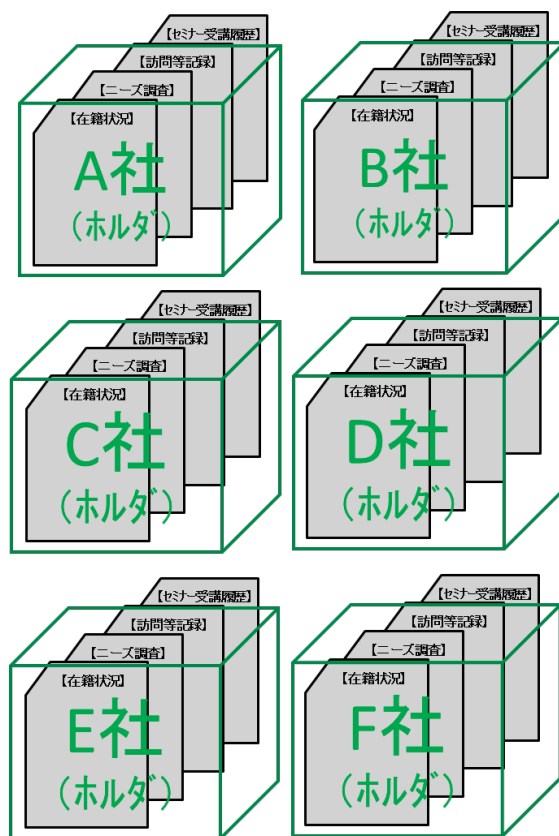 【セミナー受講履歴】
【訪問等記録】
【ニーズ調査】
【在籍状況】
A社
（ホルダ）
【セミナー受講履歴】
【訪問等記録】
【ニーズ調査】
【在籍状況】
B社
（ホルダ）
【セミナー受講履歴】
【訪問等記録】
【ニーズ調査】
【在籍状況】
C社
（ホルダ）
【セミナー受講履歴】
【訪問等記録】
【ニーズ調査】
【在籍状況】
D社
（ホルダ）
【セミナー受講履歴】
【訪問等記録】
【ニーズ調査】
【在籍状況】
E社
（ホルダ）
【セミナー受講履歴】
【訪問等記録】
【ニーズ調査】
【在籍状況】
F社
（ホルダ）